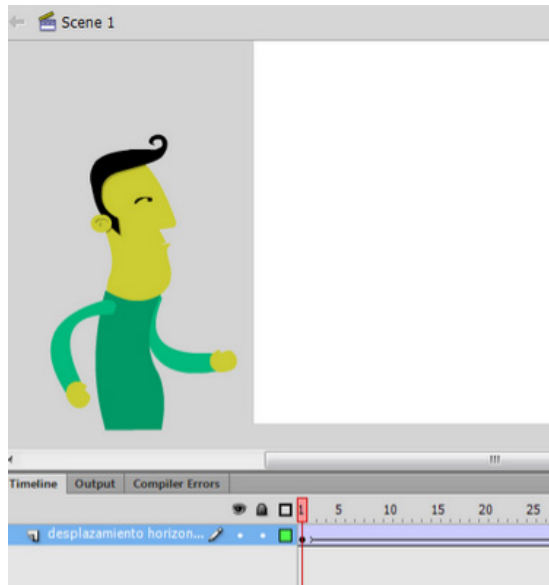 Scene 1
Timeline Output Compiler Errors
1 5 10 15 20 25
desplazamiento horizon...